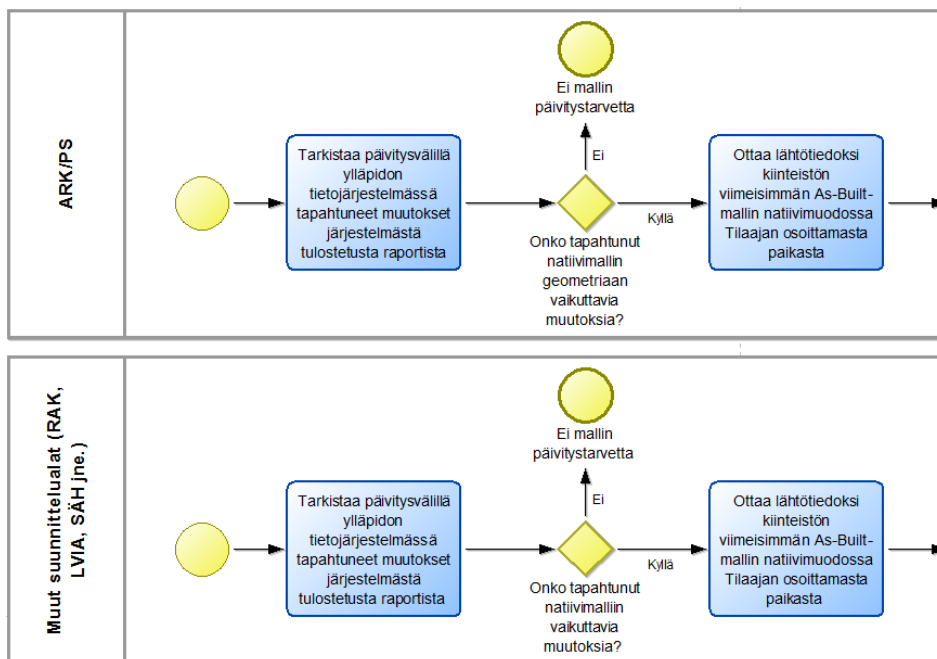 ARK/PS
Ei mallin
päivitystarvetta
Ei
Tarkistaa päivitysvälillä
ylläpidon
tietojärjestelmässä
tapahtuneet muutokset
järjestelmästä
tulostetusta raportista
Onko tapahtunut
natiivimallin
geometriaan
vaikuttavia
muutoksia?
Kyllä
Ottaa lähtötiedoksi
kiinteistön
viimeisimmän As-Built-
mallin natiivimuodossa
Tilaajan osoittamasta
paikasta
Muut suunnittelualat (RAK,
LVIA, SÄH jne.)
Ei mallin
päivitystarvetta
Ei
Tarkistaa päivitysvälillä
ylläpidon
tietojärjestelmässä
tapahtuneet muutokset
järjestelmästä
tulostetusta raportista
Onko tapahtunut
natiivimalliin
vaikuttavia
muutoksia?
Kyllä
Ottaa lähtötiedoksi
kiinteistön
viimeisimmän As-Built-
mallin natiivimuodossa
Tilaajan osoittamasta
paikasta